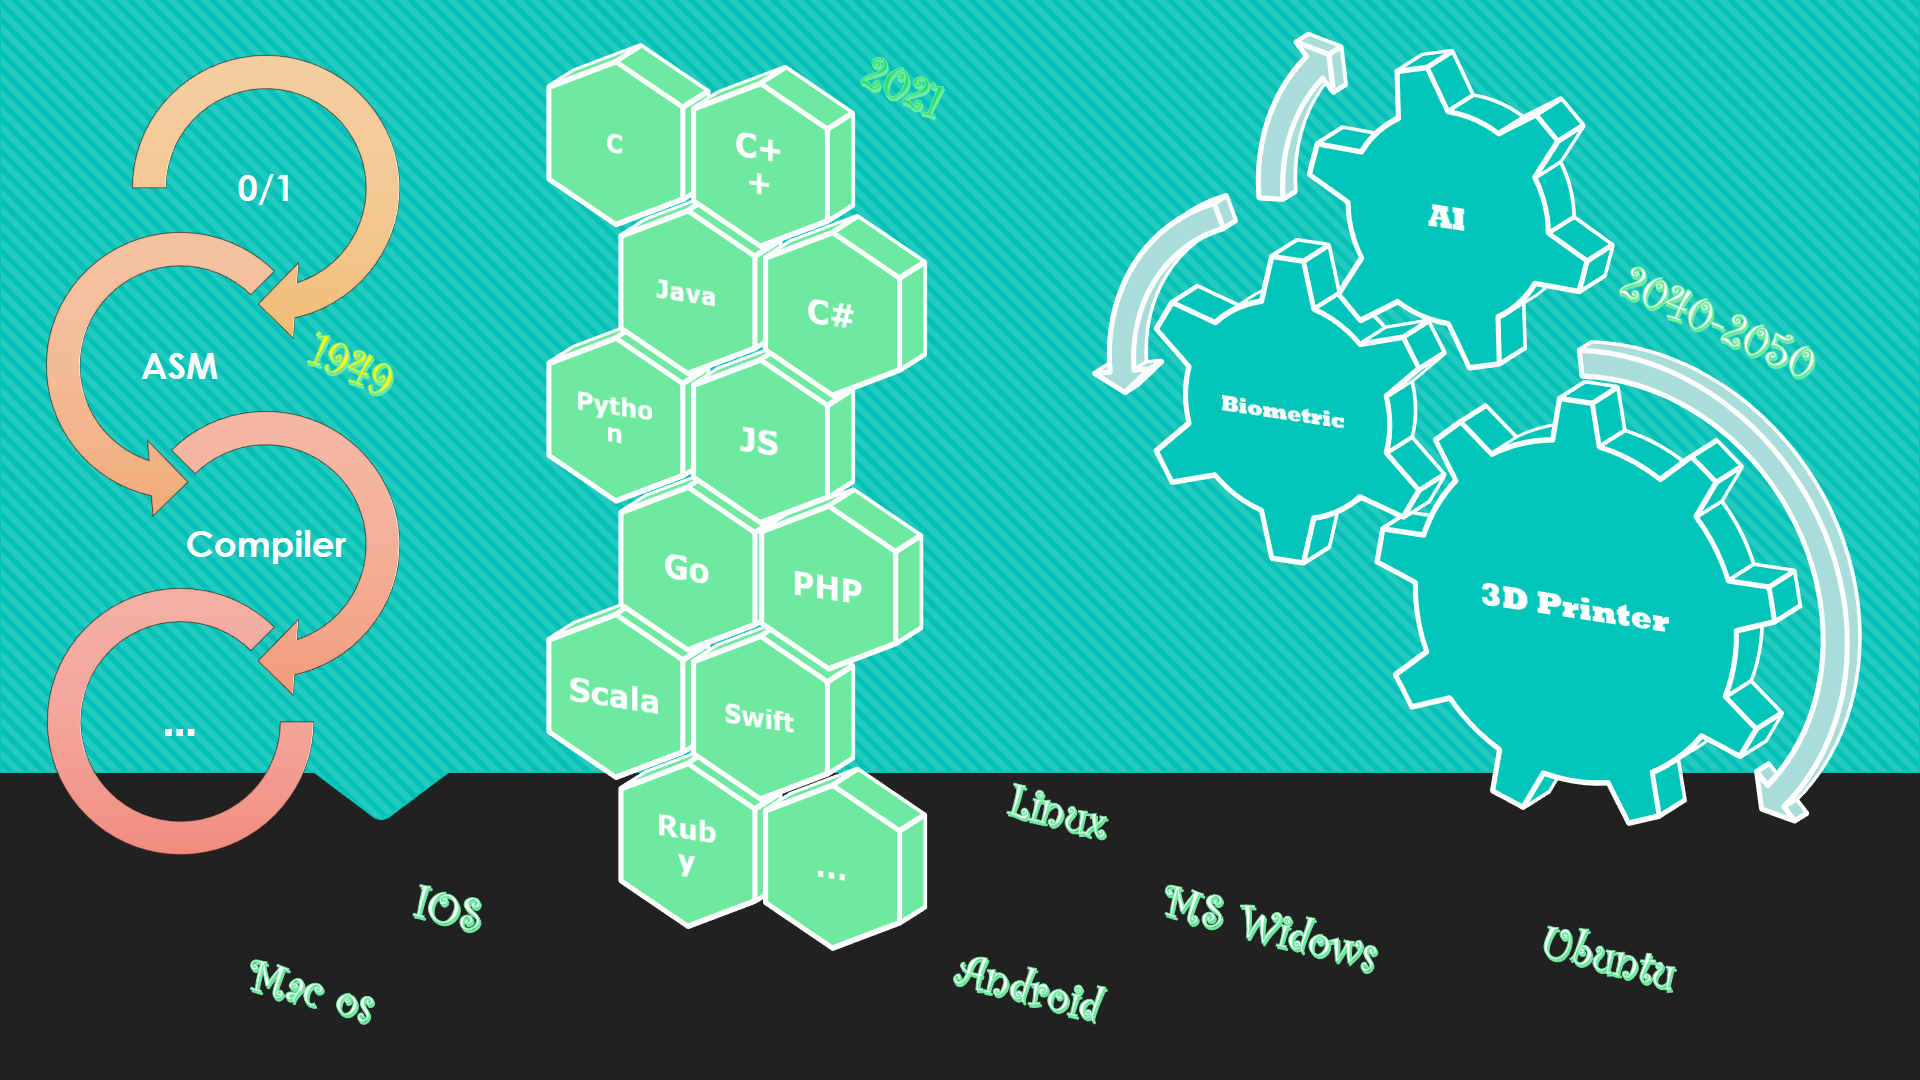 0/1
ASM
1949
Compiler
...
2021
c
C+
+
Java
C#
Pytho
n
JS
Go
PHP
Scala
Swift
Rub
y
...
AI
2040-2050
Biometric
3D Printer
Linux
IOS
MS Widows
Ubuntu
Mac os
Android